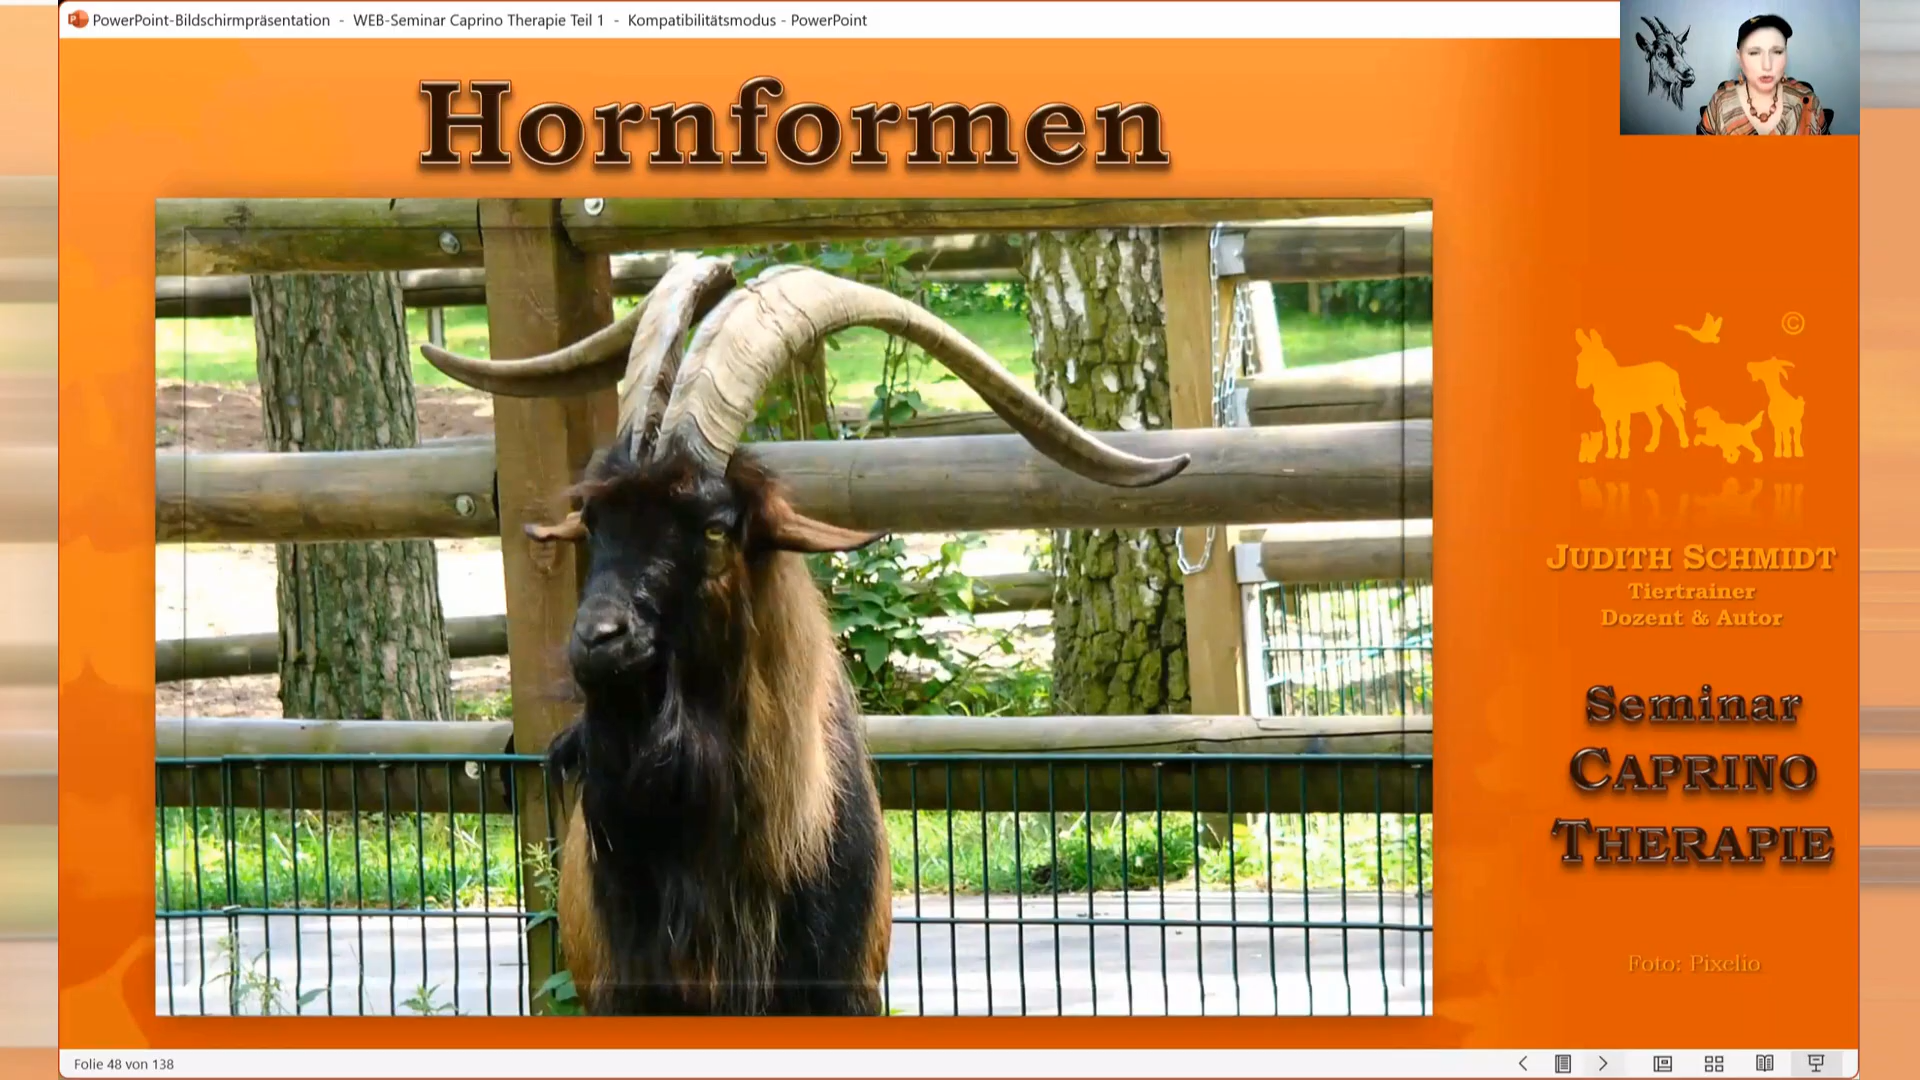 PowerPoint-Bildschirmpräsentation - WEB-Seminar Caprino Therapie Teil 1 - Kompatibilitätsmodus - PowerPoint
Hornformen
©
JUDITH SCHMIDT
Tiertrainer
Dozent & Autor
Seminar
CAPRINO
THERAPIE
Foto: Pixelio
Folie 48 von 138